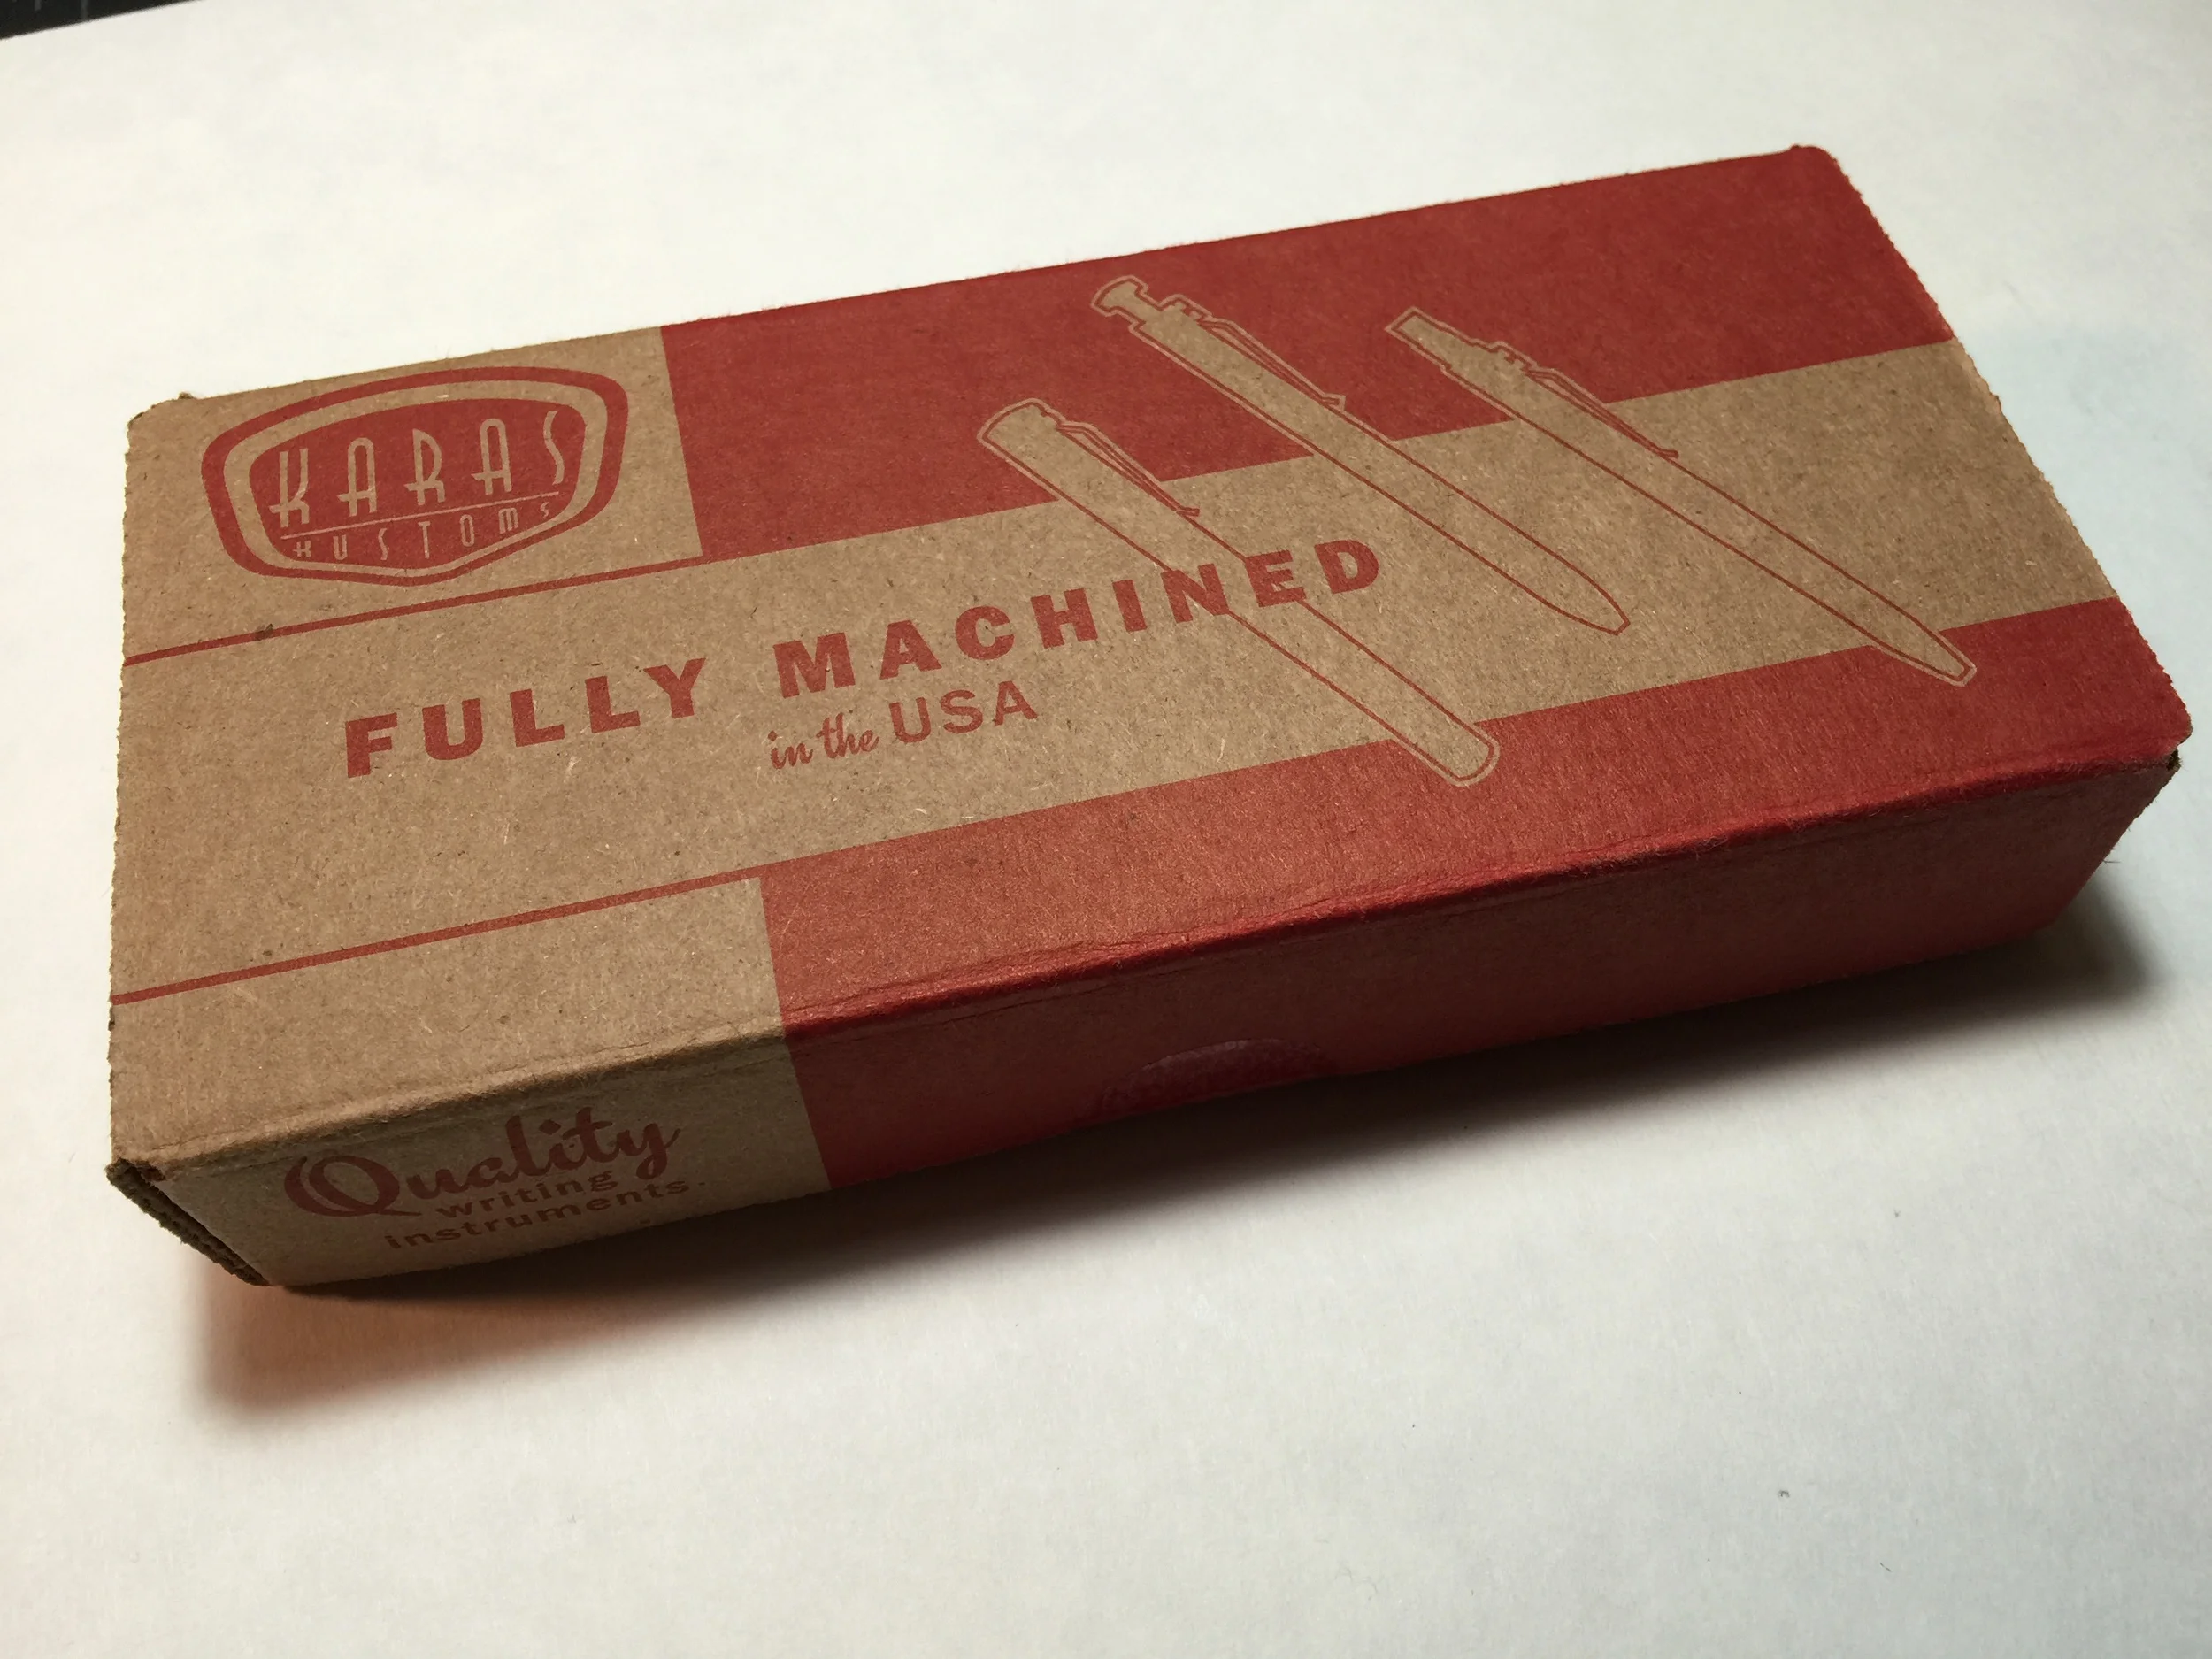 KARAS
KUSTOMS
FULLY MACHINED
in the USA
Quality
writing
instruments